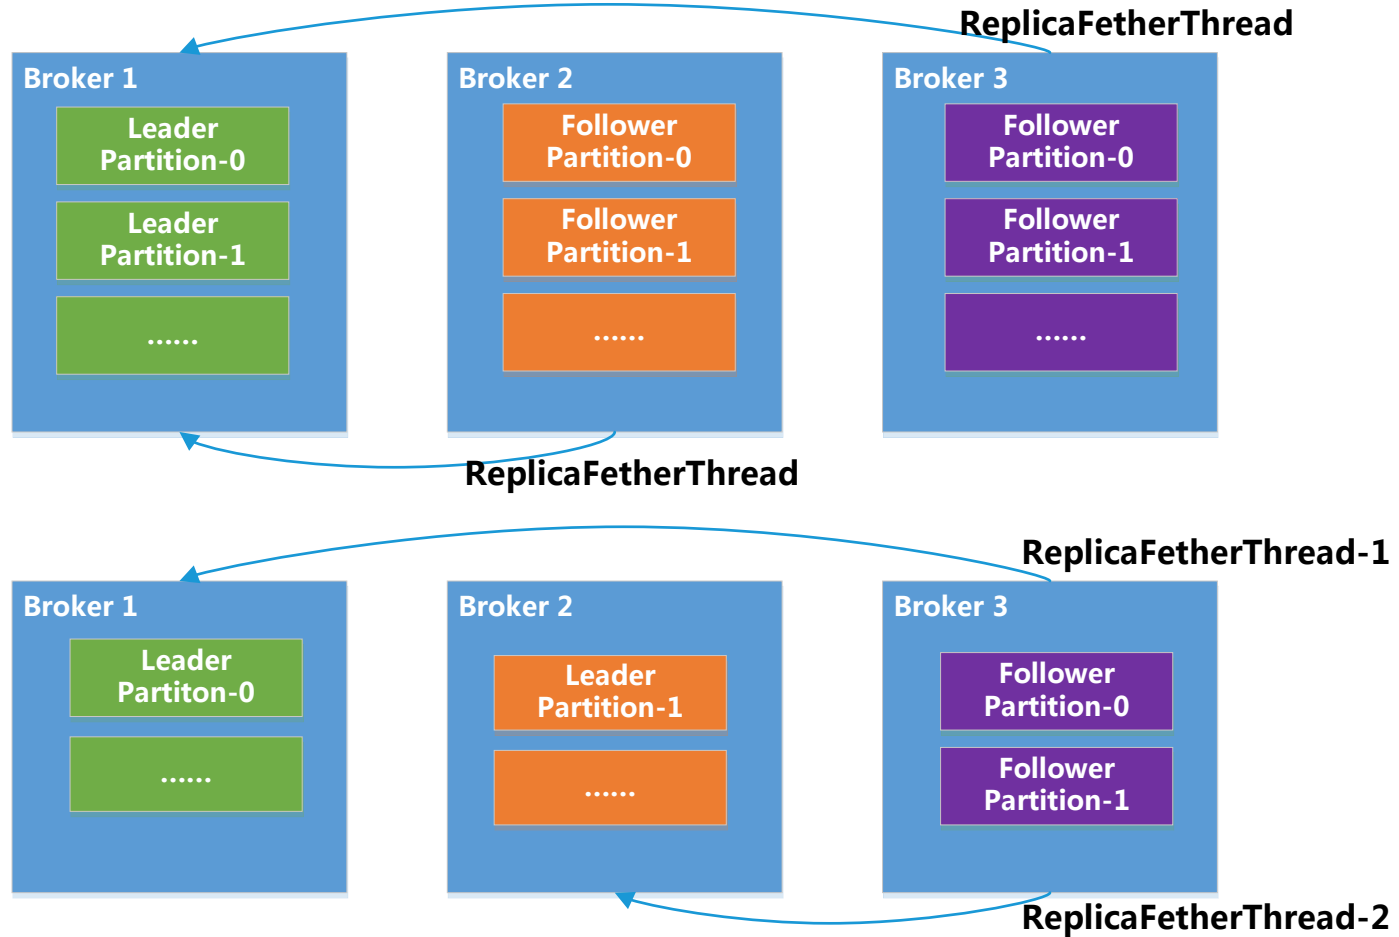 ReplicaFetherThread
Broker 1
Leader
Partition-0
Leader
Partition-1
......
Broker 2
Follower
Partition-0
Follower
Partition-1
......
Broker 3
Follower
Partition-0
Follower
Partition-1
......
ReplicaFetherThread
ReplicaFetherThread-1
Broker 1
Leader
Partiton-0
......
Broker 2
Leader
Partition-1
......
Broker 3
Follower
Partition-0
Follower
Partition-1
ReplicaFetherThread-2